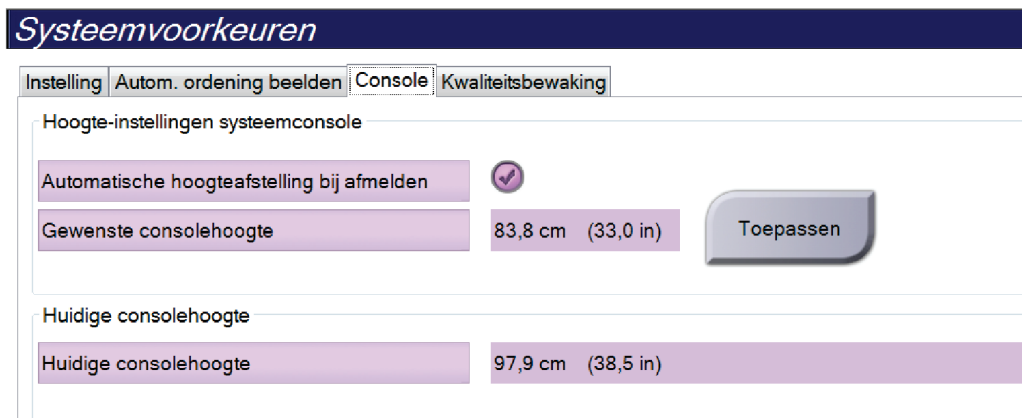 Systeemvoorkeuren
Instelling Autom. ordening beelden Console Kwaliteitsbewaking
Hoogte-instellingen systeemconsole
Automatische hoogteafstelling bij afmelden
Gewenste consolehoogte 83,8 cm (33,0 in) Toepassen
Huidige consolehoogte
Huidige consolehoogte 97,9 cm (38,5 in)